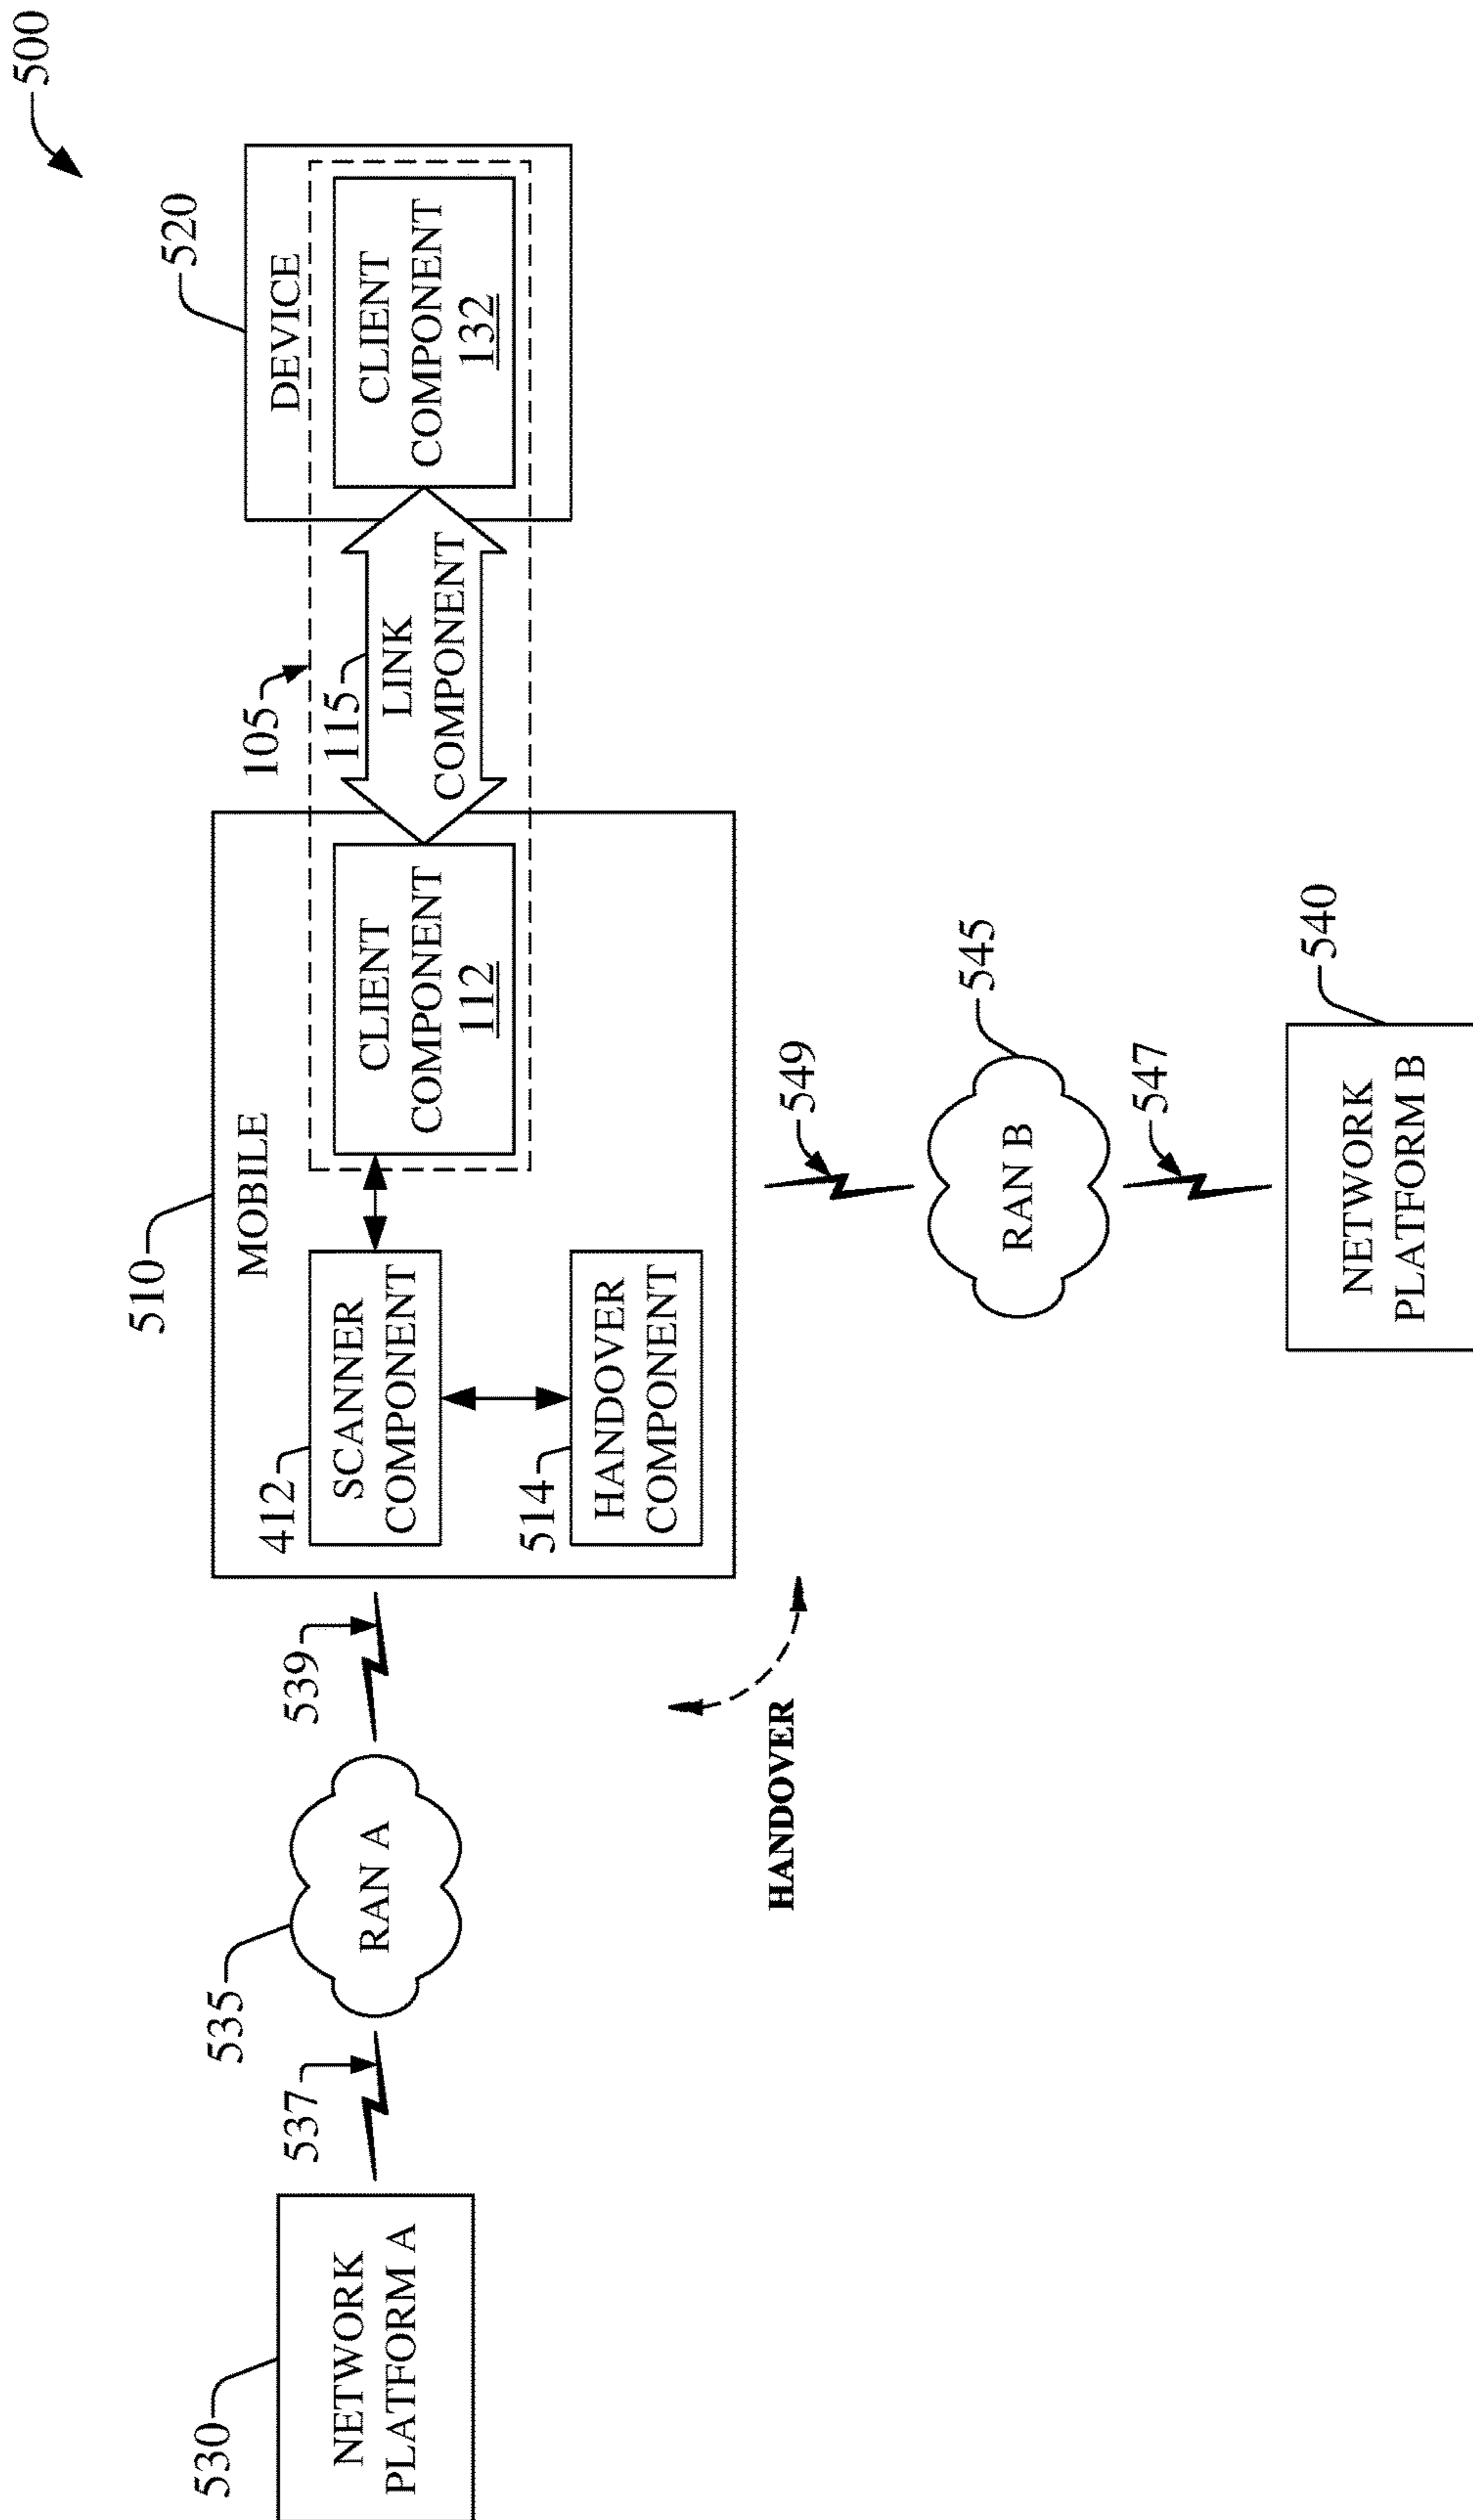 500
520
DEVICE
CLIENT
COMPONENT
132
105
115
LINK
COMPONENT
510
MOBILE
CLIENT
COMPONENT
112
412
SCANNER
COMPONENT
514
HANDOVER
COMPONENT
539
535
RAN A
537
530
NETWORK
PLATFORM A
HANDOVER
549
545
RAN B
547
540
NETWORK
PLATFORM B